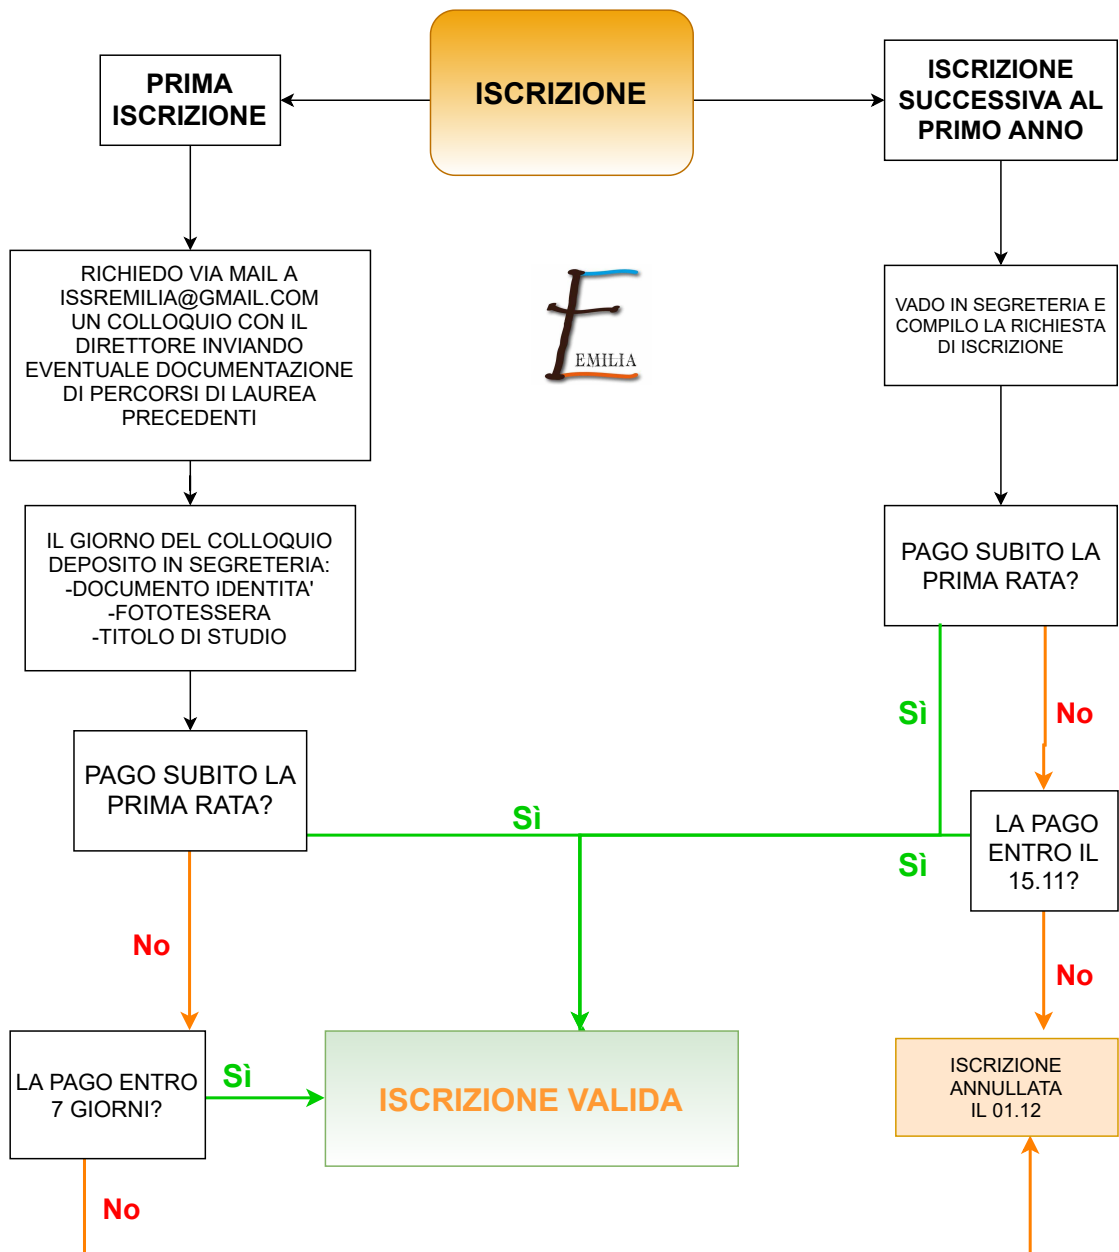 ISCRIZIONE
PRIMA
ISCRIZIONE
ISCRIZIONE
SUCCESSIVA AL
PRIMO ANNO
RICHIEDO VIA MAIL A
ISSREMILIA@GMAIL.COM
UN COLLOQUIO CON IL
DIRETTORE INVIANDO
EVENTUALE DOCUMENTAZIONE
DI PERCORSI DI LAUREA
PRECEDENTI
EMILIA
VADO IN SEGRETERIA E
COMPILO LA RICHIESTA
DI ISCRIZIONE
IL GIORNO DEL COLLOQUIO
DEPOSITO IN SEGRETERIA:
-DOCUMENTO IDENTITA'
-FOTOTESSERA
-TITOLO DI STUDIO
PAGO SUBITO LA
PRIMA RATA?
Sì
No
PAGO SUBITO LA
PRIMA RATA?
Sì
LA PAGO
ENTRO IL
15.11?
Sì
No
No
LA PAGO ENTRO
7 GIORNI?
Sì
ISCRIZIONE VALIDA
ISCRIZIONE
ANNULLATA
IL 01.12
No